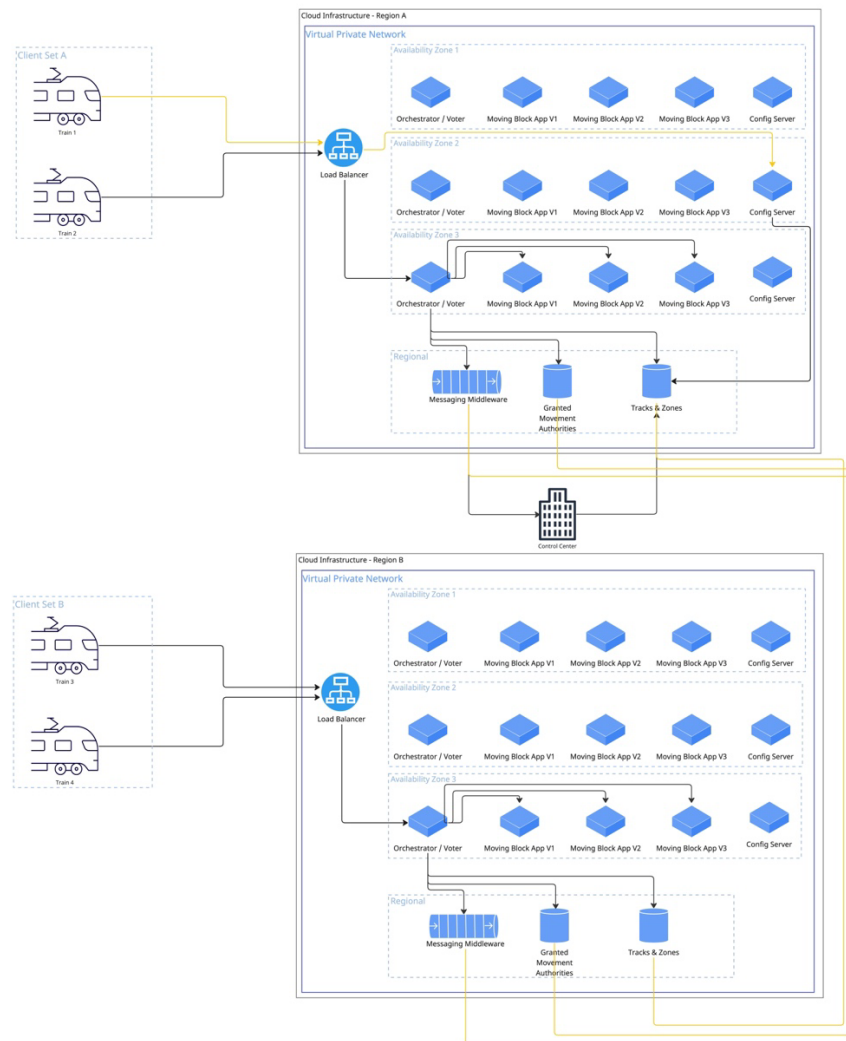 Cloud Infrastructure - Region A
Virtual Private Network
Client Set A
Train 1
Train 2
Load Balancer
Availability Zone 1
Orchestrator / Voter
Moving Block App V1
Moving Block App V2
Moving Block App V3
Config Server
Availability Zone 2
Orchestrator / Voter
Moving Block App V1
Moving Block App V2
Moving Block App V3
Config Server
Availability Zone 3
Orchestrator / Voter
Moving Block App V1
Moving Block App V2
Moving Block App V3
Config Server
Regional
Messaging Middleware
Granted
Movement
Authorities
Tracks & Zones
Control Center
Cloud Infrastructure - Region B
Virtual Private Network
Client Set B
Train 3
Train 4
Load Balancer
Availability Zone 1
Orchestrator / Voter
Moving Block App V1
Moving Block App V2
Moving Block App V3
Config Server
Availability Zone 2
Orchestrator / Voter
Moving Block App V1
Moving Block App V2
Moving Block App V3
Config Server
Availability Zone 3
Orchestrator / Voter
Moving Block App V1
Moving Block App V2
Moving Block App V3
Config Server
Regional
Messaging Middleware
Granted
Movement
Authorities
Tracks & Zones